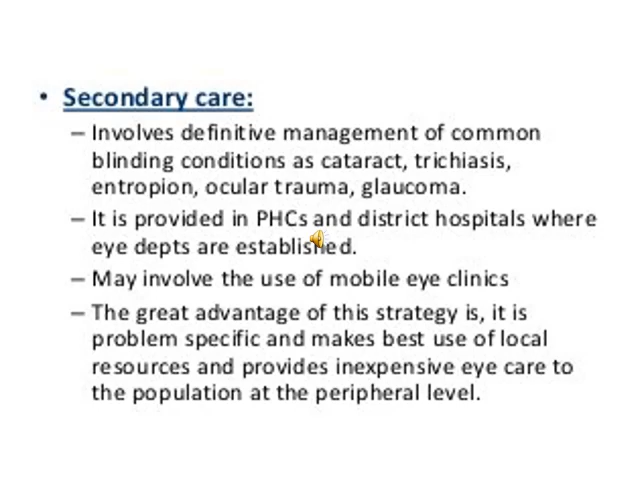 • Secondary care:
– Involves definitive management of common
blinding conditions as cataract, trichiasis,
entropion, ocular trauma, glaucoma.
– It is provided in PHCs and district hospitals where
eye depts are established.
– May involve the use of mobile eye clinics
– The great advantage of this strategy is, it is
problem specific and makes best use of local
resources and provides inexpensive eye care to
the population at the peripheral level.